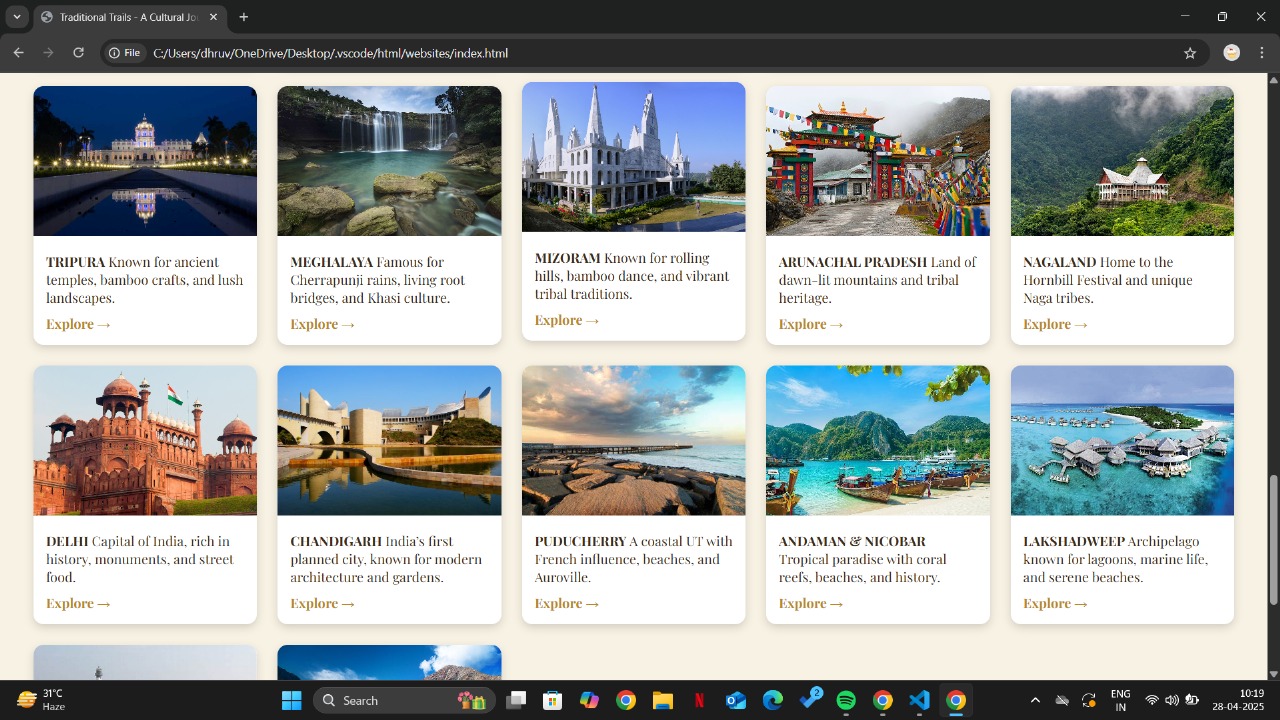 Traditional Trails - A Cultural Jo
File
C:/Users/dhruv/OneDrive/Desktop/.vscode/html/websites/index.html
TRIPURA Known for ancient
temples, bamboo crafts, and lush
landscapes.
Explore →
MEGHALAYA Famous for
Cherrapunji rains, living root
bridges, and Khasi culture.
Explore →
MIZORAM Known for rolling
hills, bamboo dance, and vibrant
tribal traditions.
Explore →
ARUNACHAL PRADESH Land of
dawn-lit mountains and tribal
heritage.
Explore →
NAGALAND Home to the
Hornbill Festival and unique
Naga tribes.
Explore →
DELHI Capital of India, rich in
history, monuments, and street
food.
Explore →
CHANDIGARH India's first
planned city, known for modern
architecture and gardens.
Explore →
PUDUCHERRY A coastal UT with
French influence, beaches, and
Auroville.
Explore →
ANDAMAN & NICOBAR
Tropical paradise with coral
reefs, beaches, and history.
Explore →
LAKSHADWEEP Archipelago
known for lagoons, marine life,
and serene beaches.
Explore →
31°C
Haze
Search
2
ENG
IN
10:19
28-04-2025